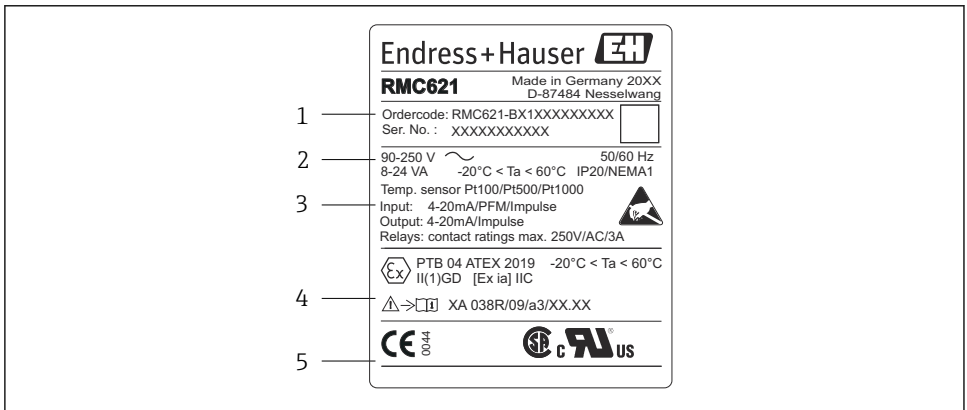 Endress+Hauser EH
RMC621
Made in Germany 20XX
D-87484 Nesselwang
1
Ordercode: RMC621-BX1XXXXXXXXX
Ser. No. : XXXXXXXXXXX
2
90-250 V 50/60 Hz
8-24 VA -20°C < Ta < 60°C IP20/NEMA1
Temp. sensor Pt100/Pt500/Pt1000
3
Input: 4-20mA/PFM/Impulse
Output: 4-20mA/Impulse
Relays: contact ratings max. 250V/AC/3A
Ex PTB 04 ATEX 2019 -20°C < Ta < 60°C
II(1)GD [Ex ia] IIC
4
XA 038R/09/a3/XX.XX
CE 0044 SA C RU ® US
5